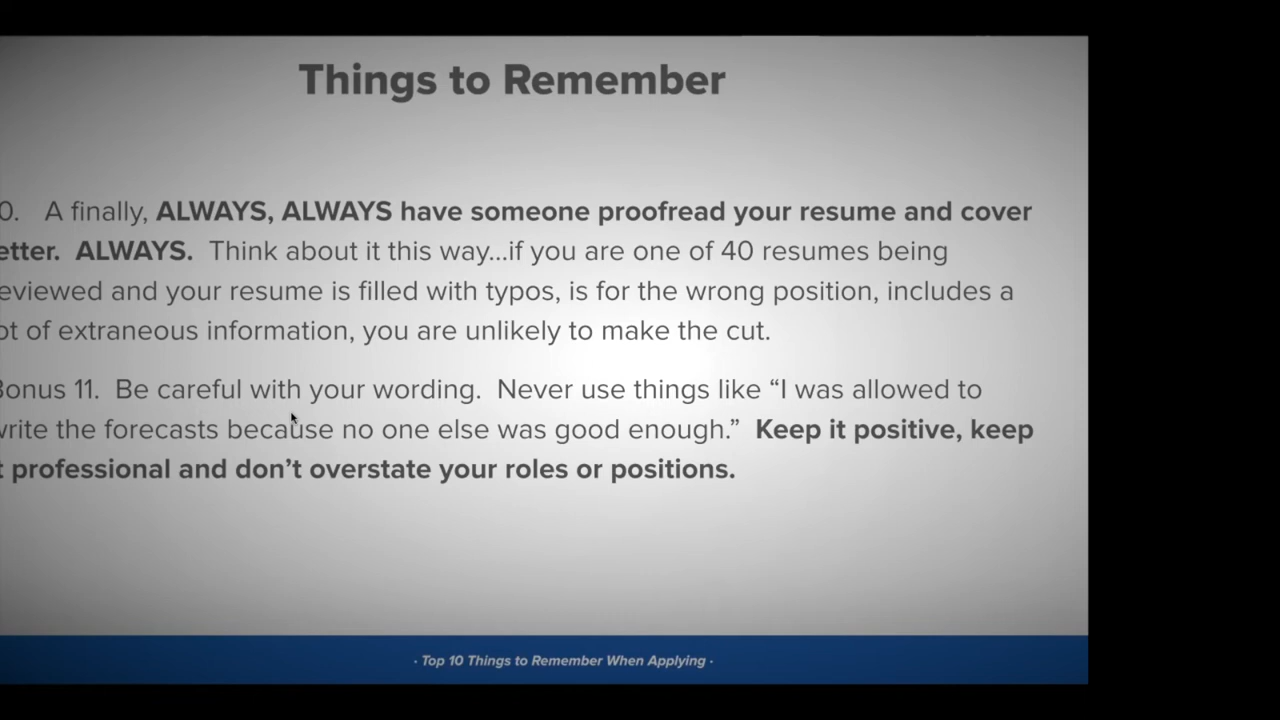 Things to Remember
0. A finally, ALWAYS, ALWAYS have someone proofread your resume and cover
etter. ALWAYS. Think about it this way...if you are one of 40 resumes being
eviewed and your resume is filled with typos, is for the wrong position, includes a
ot of extraneous information, you are unlikely to make the cut.
Bonus 11. Be careful with your wording. Never use things like “I was allowed to
write the forecasts because no one else was good enough.” Keep it positive, keep
t professional and don’t overstate your roles or positions.
· Top 10 Things to Remember When Applying ·